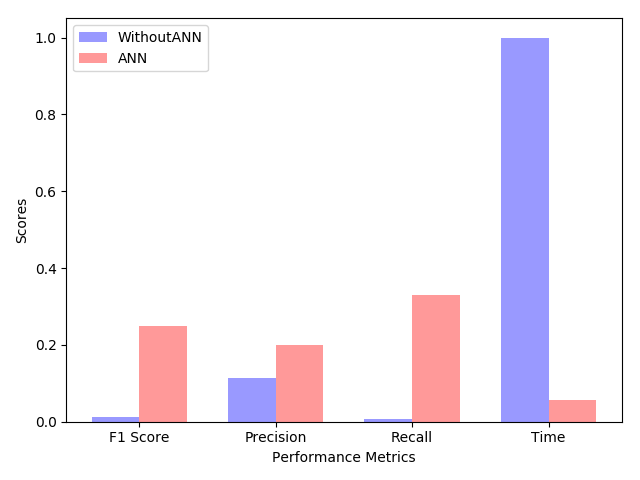 WithoutANN
ANN
1.0
0.8
0.6
0.4
0.2
0.0
Scores
F1 Score Precision Recall Time
Performance Metrics